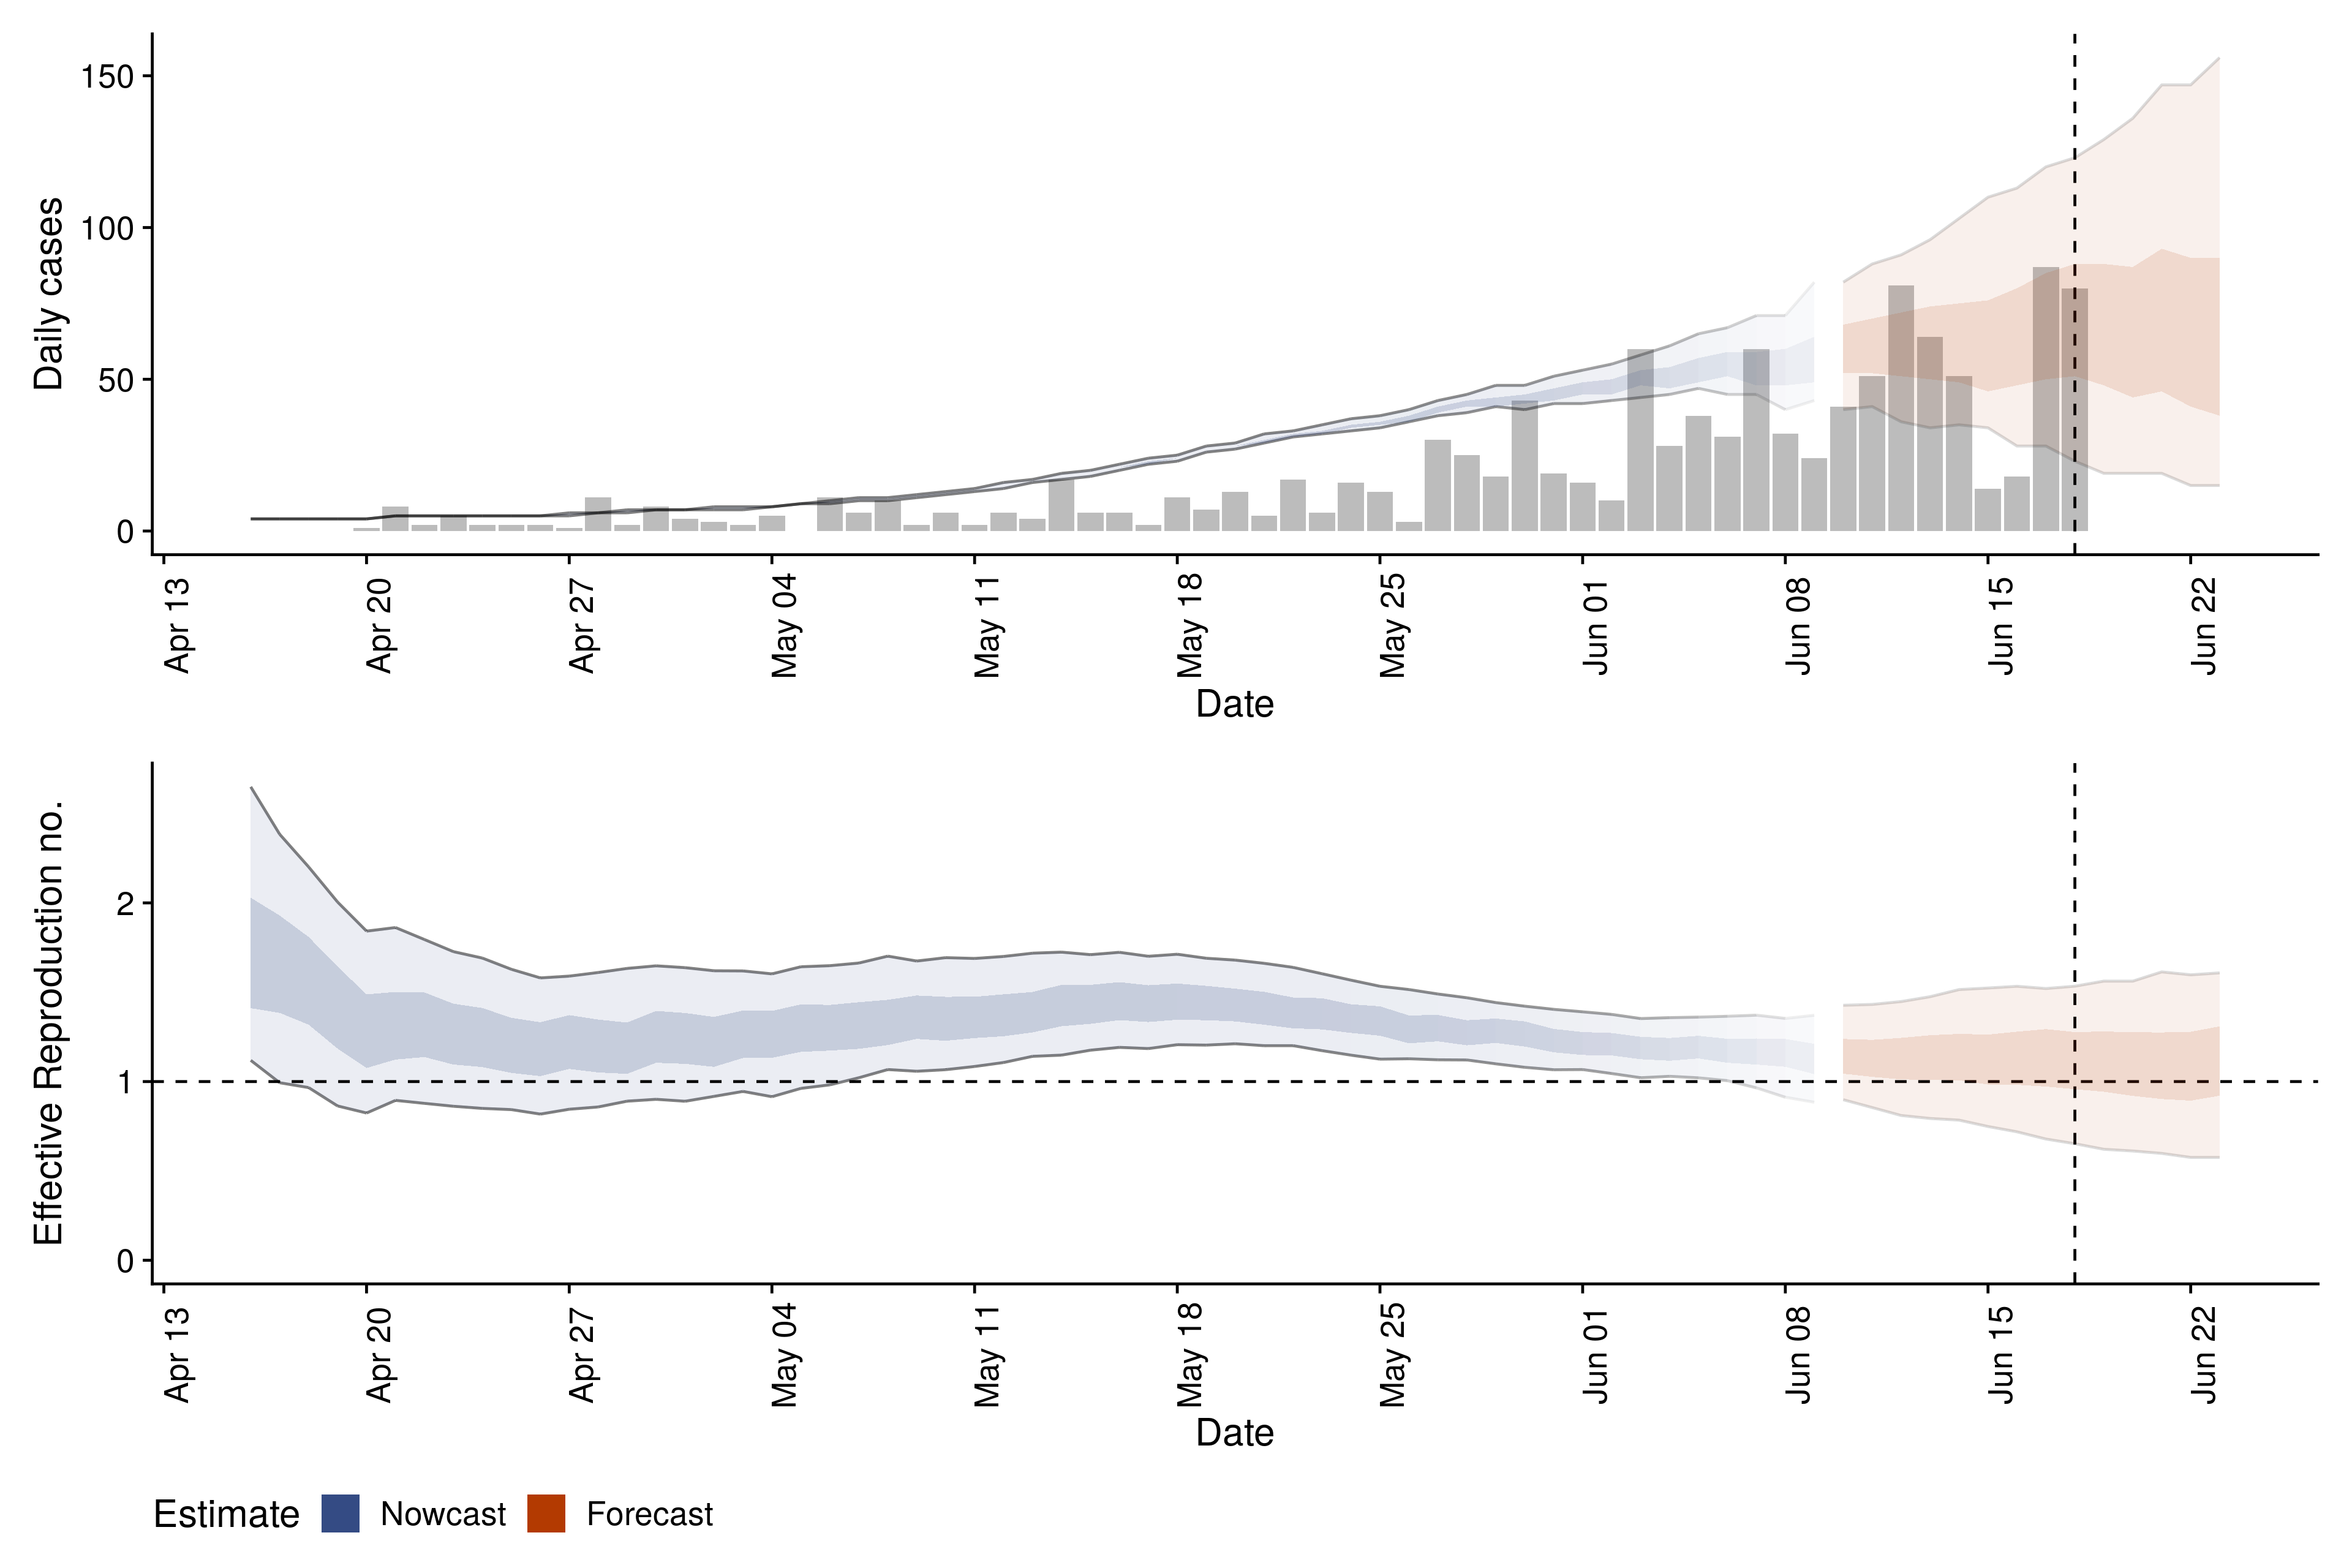 Daily cases
150
100
50
0
Apr 13
Apr 20
Apr 27
May 04
May 11
May 18
May 25
Jun 01
Jun 08
Jun 15
Jun 22
Date
Effective Reproduction no.
2
1
0
Apr 13
Apr 20
Apr 27
May 04
May 11
May 18
May 25
Jun 01
Jun 08
Jun 15
Jun 22
Date
Estimate Nowcast Forecast